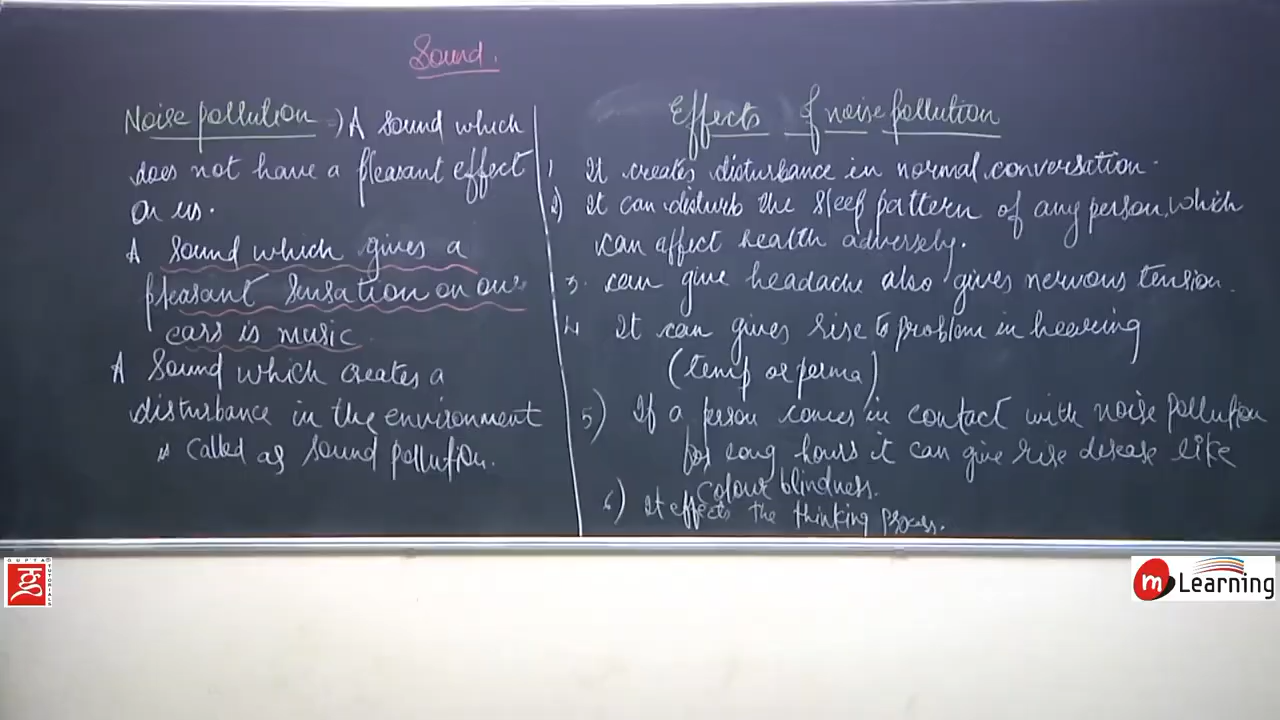 Sound.
Noise pollution → A sound which
does not have a pleasant effect
on us.
A sound which gives a
pleasant sensation on our
ears is music
A sound which creates a
disturbance in the environment
is called as sound pollution.
Effects of noise pollution
1 It creates disturbance in normal conversation.
2) It can disturb the sleep pattern of any person, which
can affect health adversely.
3. can give headache also gives nervous tension.
4 It can gives rise to problem in hearing
(temp or perma)
5) If a person comes in contact with noise pollution
for long hours it can give rise disease like
colour blindness.
6) It effects the thinking process.
GUPTA TUTORIALS
m Learning